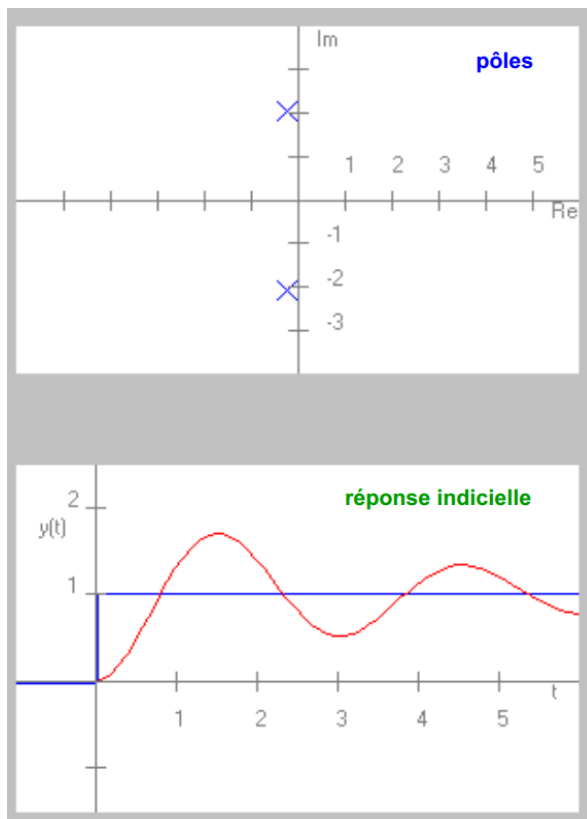 Im
pôles
1 2 3 4 5
Re
-1
-2
-3
2
réponse indicielle
y(t)
1
t
1 2 3 4 5